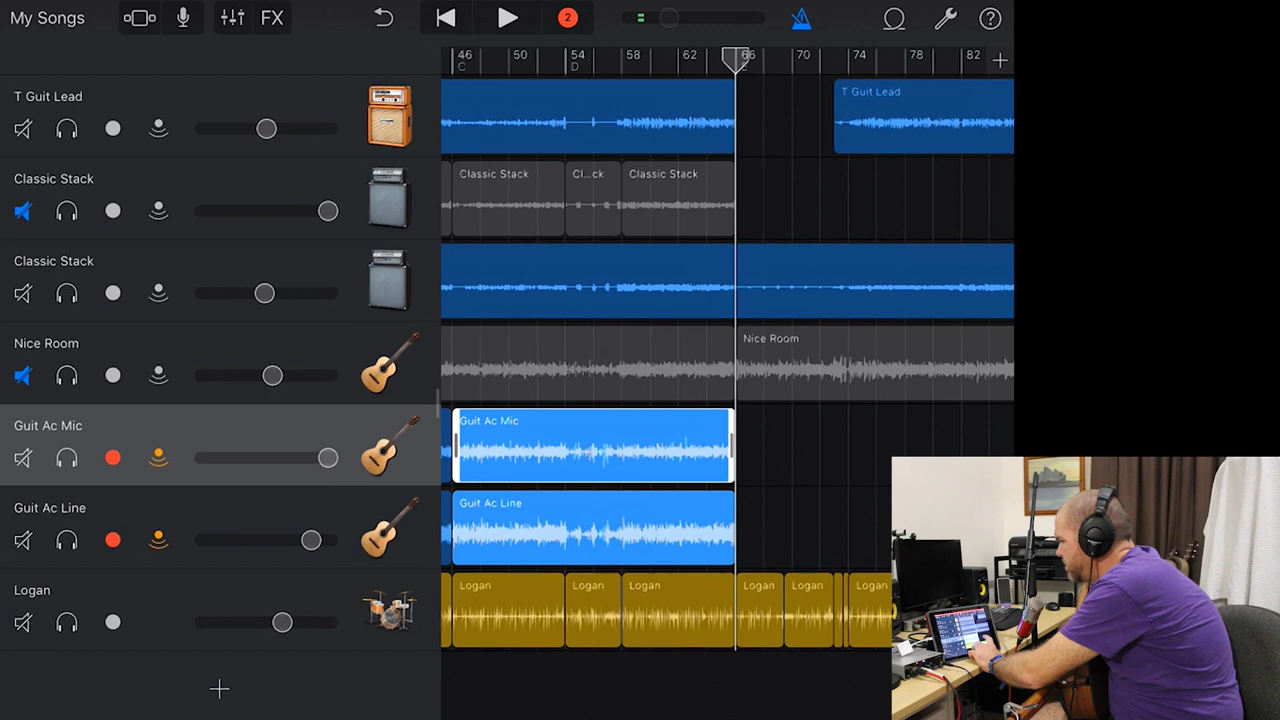 My Songs
FX
2
46 50 54 58 62 66 70 74 78 82
C D
T Guit Lead
T Guit Lead
Classic Stack
Classic Stack Cl...ck Classic Stack
Classic Stack
Nice Room
Nice Room
Guit Ac Mic
Guit Ac Mic
Guit Ac Line
Guit Ac Line
Logan
Logan Logan Logan Logan Logan Logan